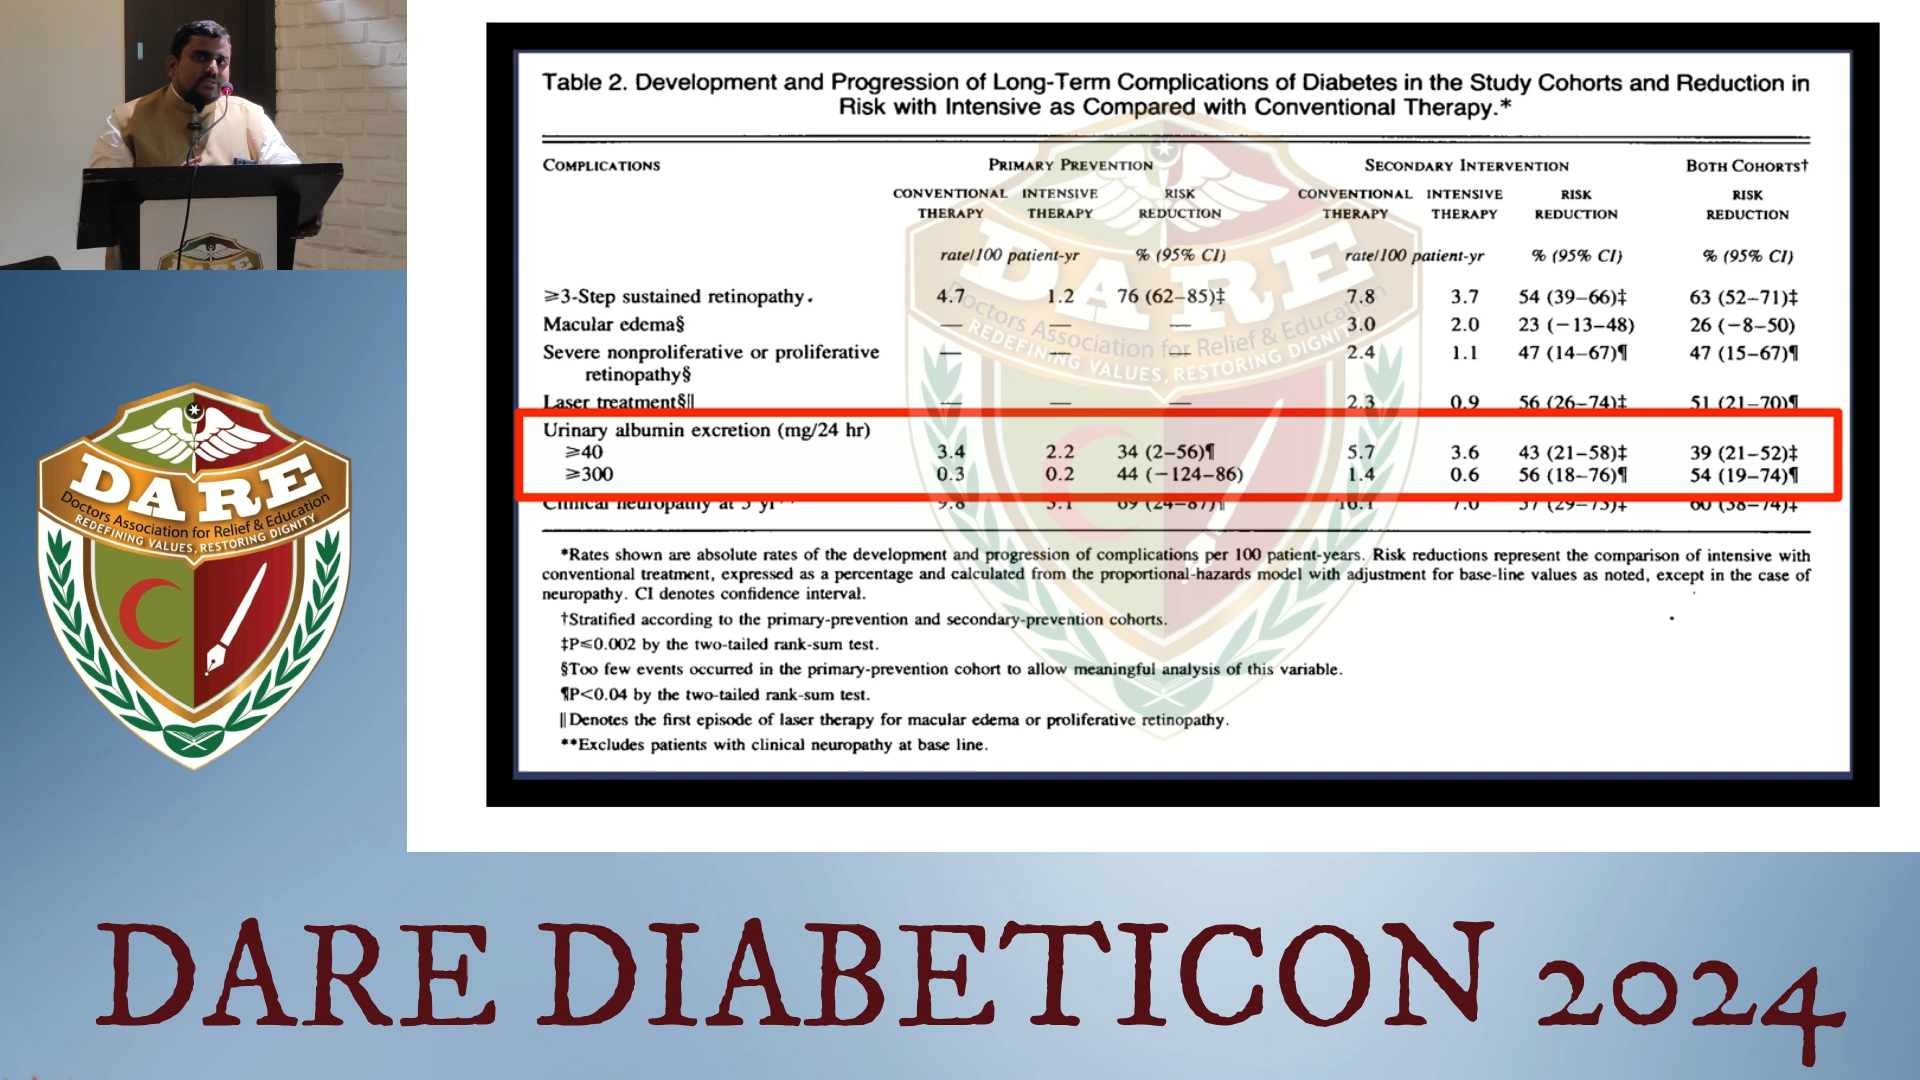 Table 2. Development and Progression of Long-Term Complications of Diabetes in the Study Cohorts and Reduction in
Risk with Intensive as Compared with Conventional Therapy.*
COMPLICATIONS PRIMARY PREVENTION SECONDARY INTERVENTION BOTH COHORTS†
CONVENTIONAL THERAPY INTENSIVE THERAPY RISK REDUCTION CONVENTIONAL THERAPY INTENSIVE THERAPY RISK REDUCTION RISK REDUCTION
rate/100 patient-yr % (95% CI) rate/100 patient-yr % (95% CI) % (95% CI)
≥3-Step sustained retinopathy 4.7 1.2 76 (62–85)‡ 7.8 3.7 54 (39–66)‡ 63 (52–71)‡
Macular edema§ — — — 3.0 2.0 23 (−13–48) 26 (−8–50)
Severe nonproliferative or proliferative — — — 2.4 1.1 47 (14–67)¶ 47 (15–67)¶
retinopathy§
Laser treatment§‖ — — — 2.3 0.9 56 (26–74)‡ 51 (21–70)¶
Urinary albumin excretion (mg/24 hr)
≥40 3.4 2.2 34 (2–56)¶ 5.7 3.6 43 (21–58)‡ 39 (21–52)‡
≥300 0.3 0.2 44 (−124–86) 1.4 0.6 56 (18–76)¶ 54 (19–74)¶
Clinical neuropathy at 5 yr 9.8 3.1 69 (24–87)¶ 16.1 7.0 57 (29–73)‡ 60 (38–74)‡
*Rates shown are absolute rates of the development and progression of complications per 100 patient-years. Risk reductions represent the comparison of intensive with
conventional treatment, expressed as a percentage and calculated from the proportional-hazards model with adjustment for base-line values as noted, except in the case of
neuropathy. CI denotes confidence interval.
†Stratified according to the primary-prevention and secondary-prevention cohorts.
‡P≤0.002 by the two-tailed rank-sum test.
§Too few events occurred in the primary-prevention cohort to allow meaningful analysis of this variable.
¶P<0.04 by the two-tailed rank-sum test.
‖Denotes the first episode of laser therapy for macular edema or proliferative retinopathy.
**Excludes patients with clinical neuropathy at base line.
DARE
Doctors Association for Relief & Education
REDEFINING VALUES, RESTORING DIGNITY
DARE
Doctors Association for Relief & Education
REDEFINING VALUES, RESTORING DIGNITY
DARE
DARE DIABETICON 2024